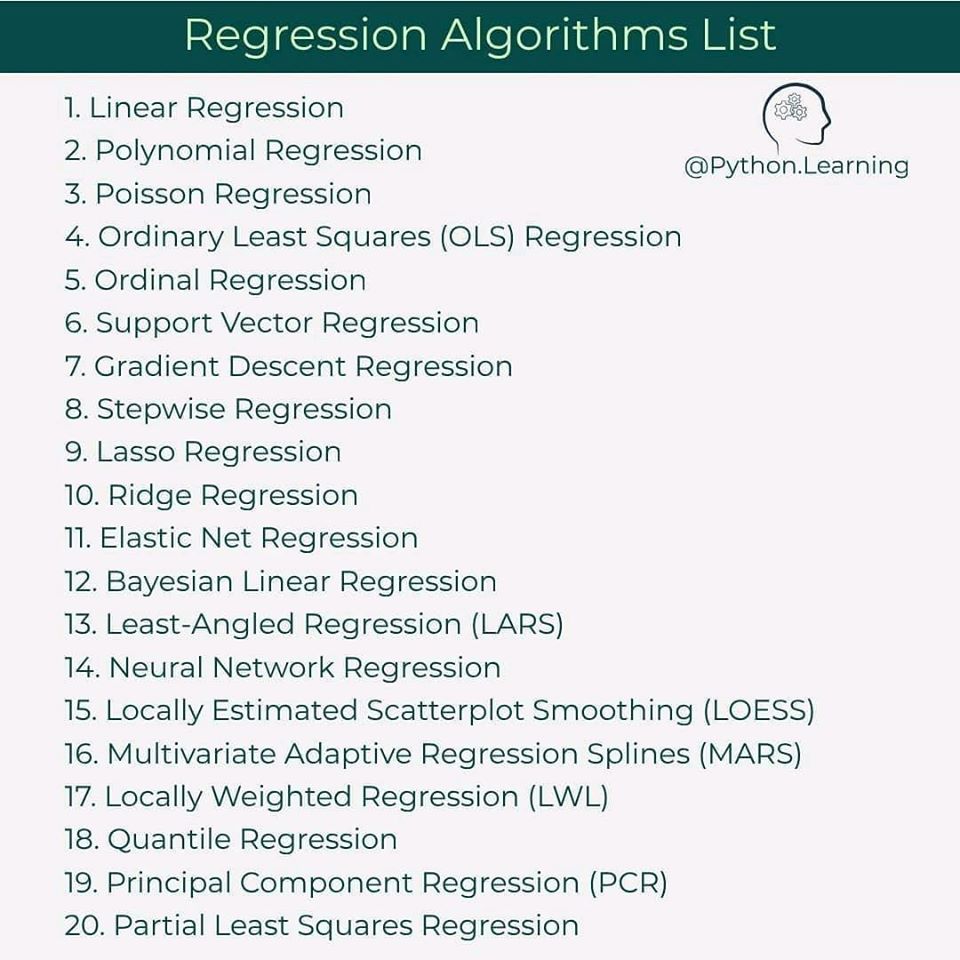 Regression Algorithms List
@Python.Learning
1. Linear Regression
2. Polynomial Regression
3. Poisson Regression
4. Ordinary Least Squares (OLS) Regression
5. Ordinal Regression
6. Support Vector Regression
7. Gradient Descent Regression
8. Stepwise Regression
9. Lasso Regression
10. Ridge Regression
11. Elastic Net Regression
12. Bayesian Linear Regression
13. Least-Angled Regression (LARS)
14. Neural Network Regression
15. Locally Estimated Scatterplot Smoothing (LOESS)
16. Multivariate Adaptive Regression Splines (MARS)
17. Locally Weighted Regression (LWL)
18. Quantile Regression
19. Principal Component Regression (PCR)
20. Partial Least Squares Regression